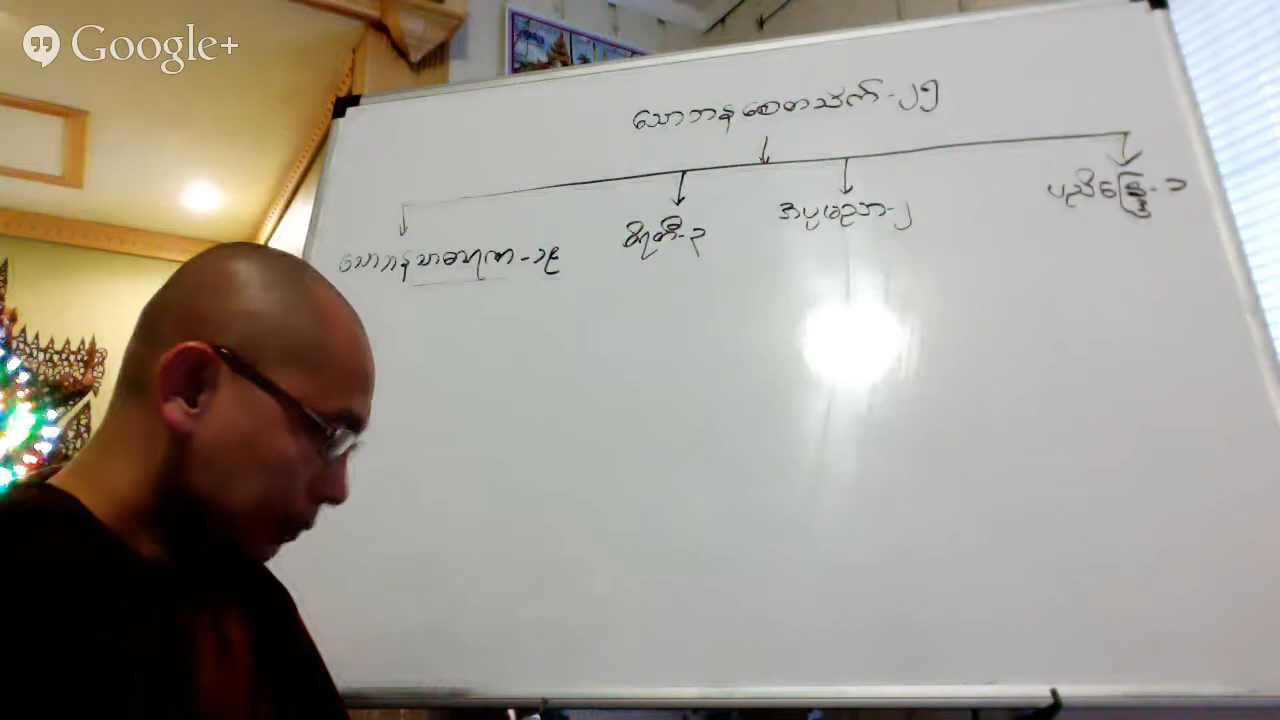 Google+
သောဘနစေတသိက်-၂၅
သောဘနသာဓာရဏ-၁၉
ဝိရတီ-၃
အပ္ပမညာ-၂
ပညိန္ဒြေ-၁